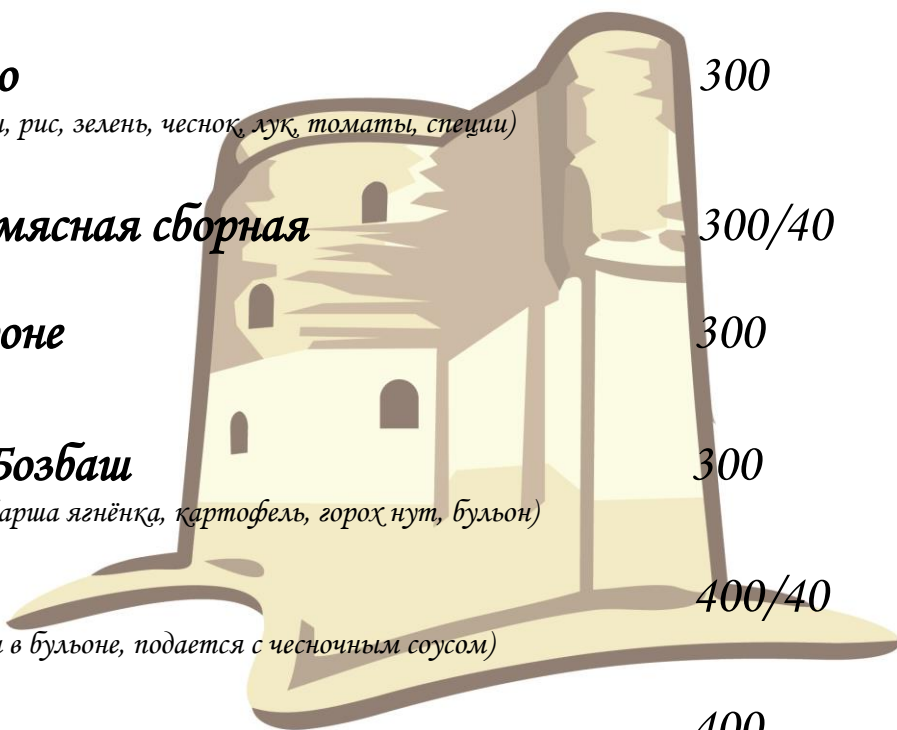 о 300
, рис, зелень, чеснок, лук, томаты, специи)
мясная сборная 300/40
оне 300
Бозбаш 300
арша ягнёнка, картофель, горох нут, бульон)
400/40
в бульоне, подается с чесночным соусом)
400